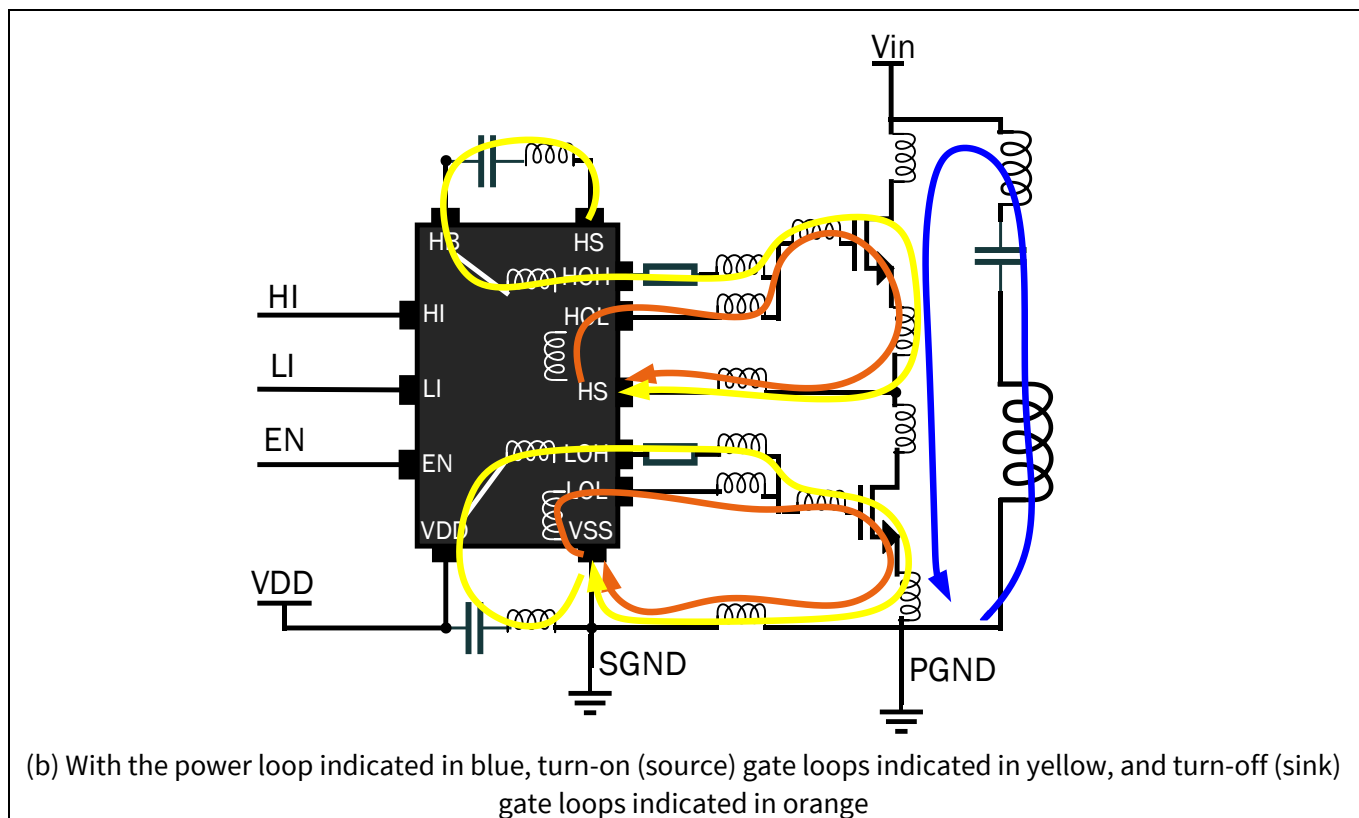 Vin
HB
HS
HOH
HI
HI
HOL
LI
LI
HS
EN
EN
LOH
LOL
VDD
VSS
VDD
SGND
PGND
(b) With the power loop indicated in blue, turn-on (source) gate loops indicated in yellow, and turn-off (sink)
gate loops indicated in orange